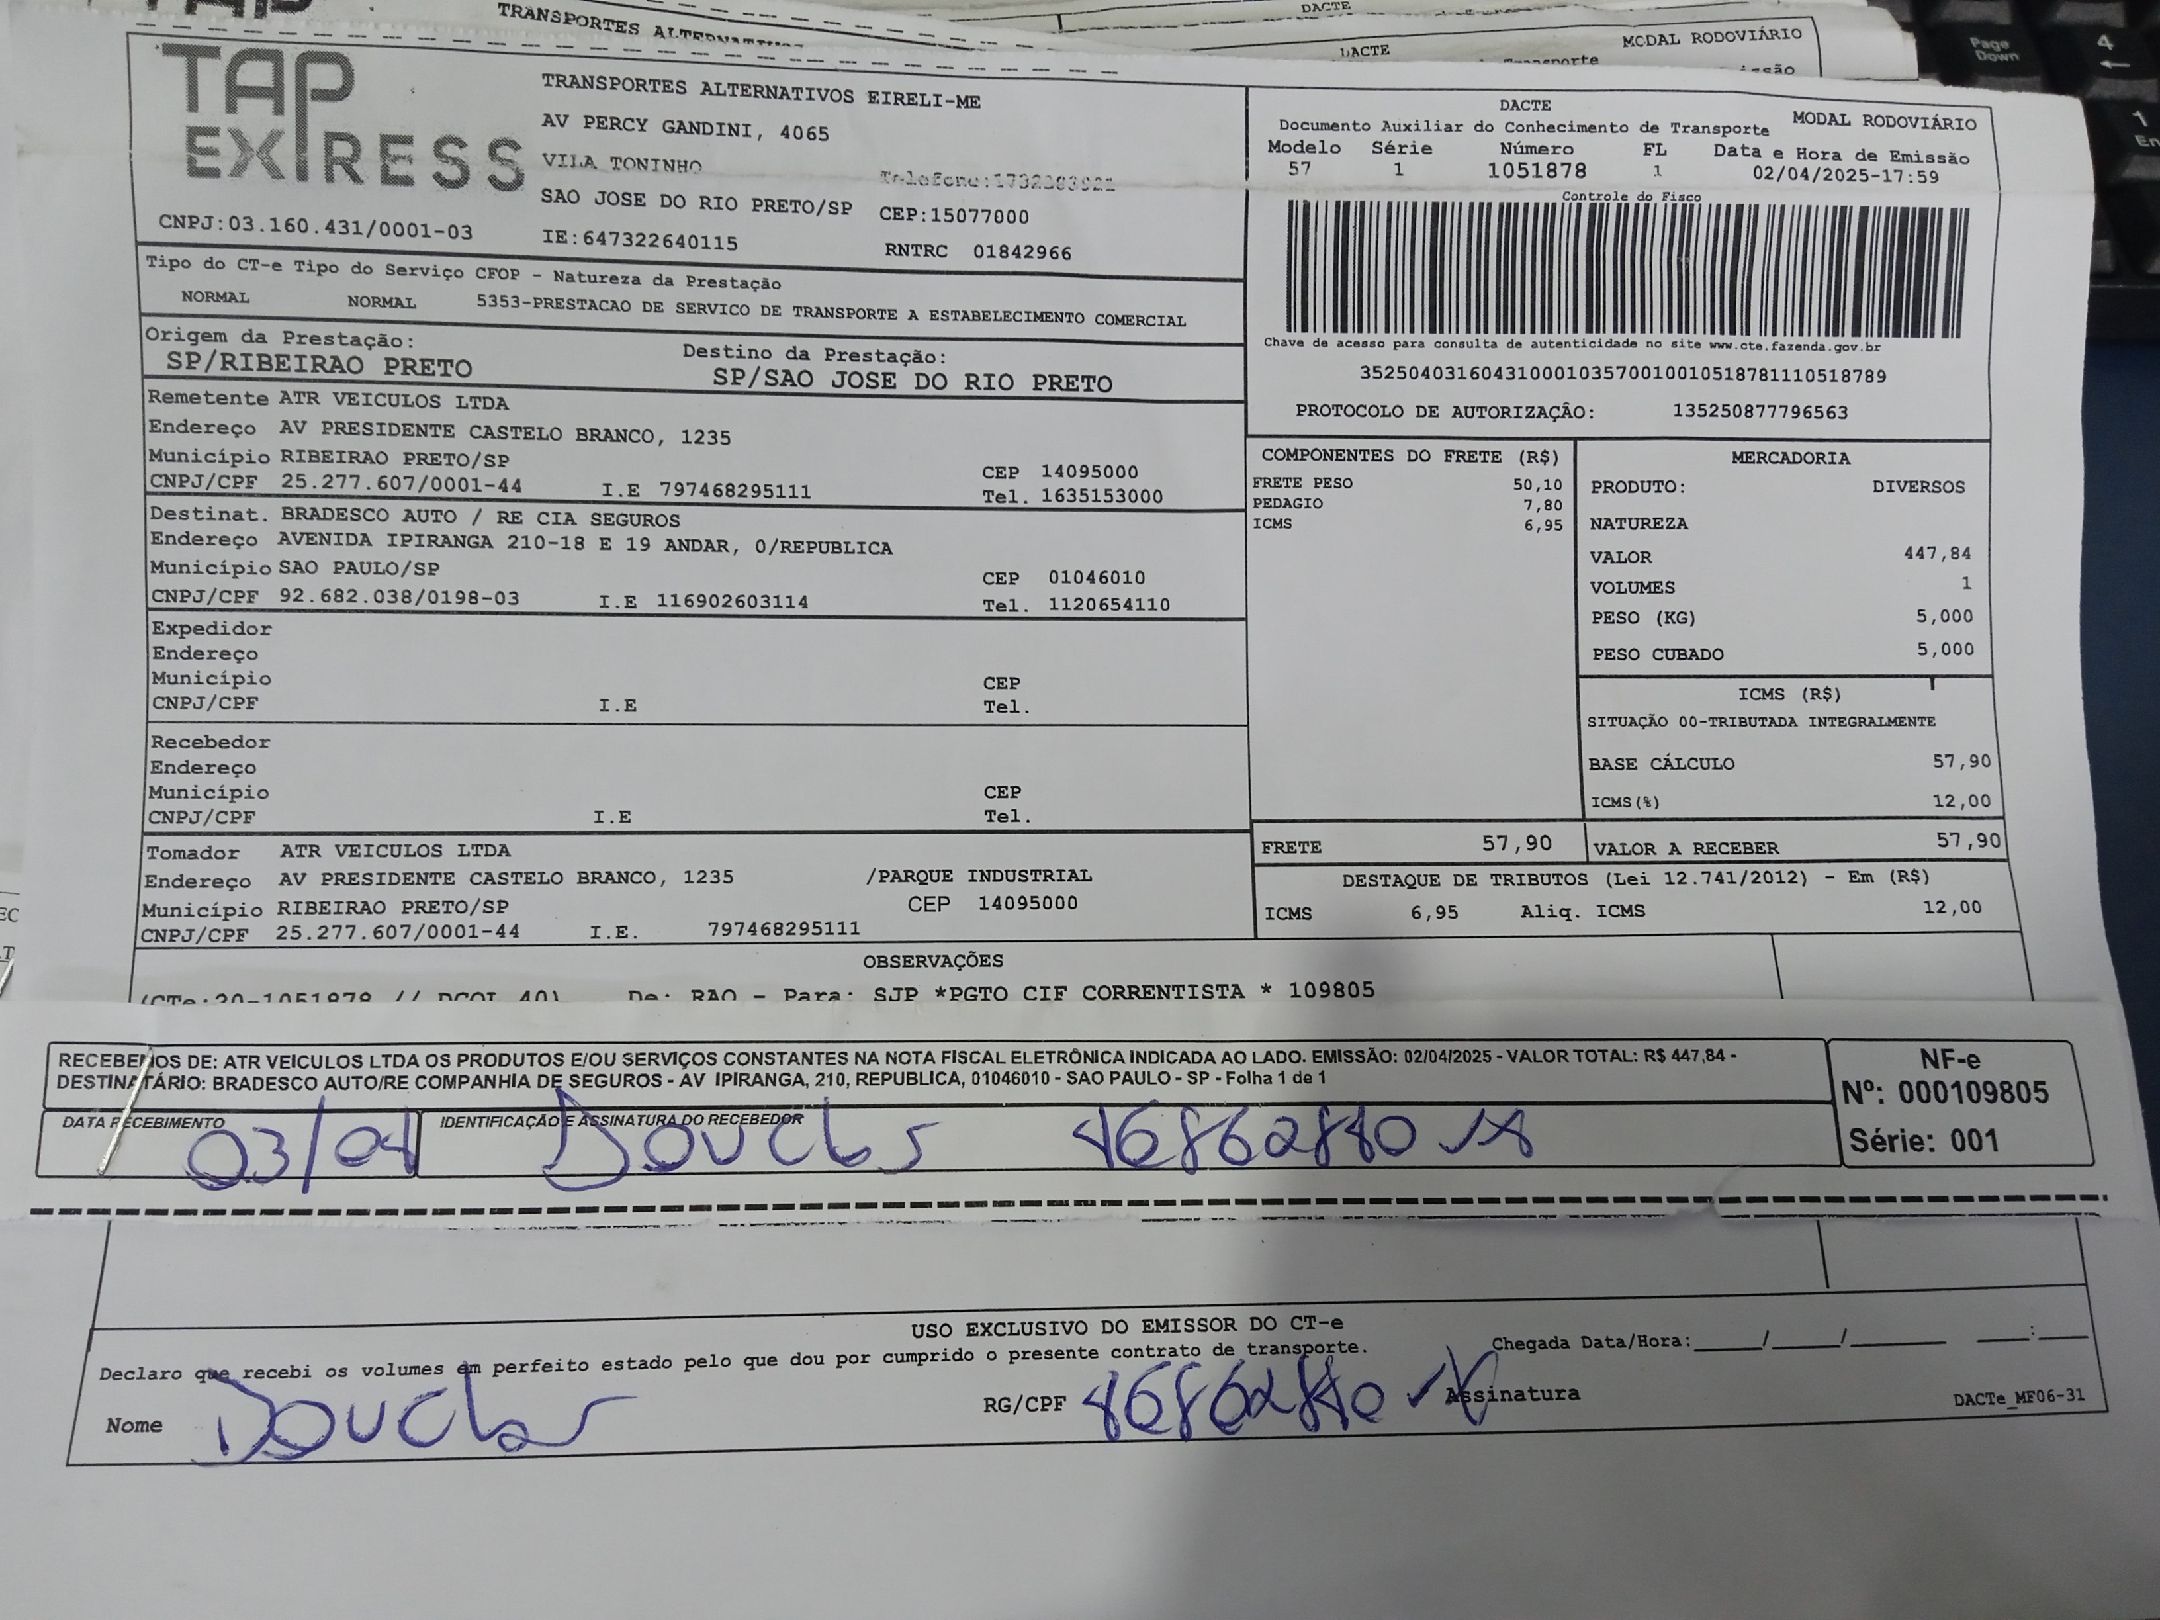 TRANSPORTES ALTERNATIVOS
DACTE
DACTE
MODAL RODOVIÁRIO
TAP EXPRESS
TRANSPORTES ALTERNATIVOS EIRELI-ME
AV PERCY GANDINI, 4065
VILA TONINHO
SAO JOSE DO RIO PRETO/SP CEP:15077000
CNPJ:03.160.431/0001-03 IE:647322640115 RNTRC 01842966
DACTE MODAL RODOVIÁRIO
Documento Auxiliar do Conhecimento de Transporte
Modelo Série Número FL Data e Hora de Emissão
57 1 1051878 1 02/04/2025-17:59
Controle do Fisco
Chave de acesso para consulta de autenticidade no site www.cte.fazenda.gov.br
35250403160431000103570010010518781110518789
PROTOCOLO DE AUTORIZAÇÃO: 135250877796563
Tipo do CT-e Tipo do Serviço CFOP - Natureza da Prestação
NORMAL NORMAL 5353-PRESTACAO DE SERVICO DE TRANSPORTE A ESTABELECIMENTO COMERCIAL
Origem da Prestação: Destino da Prestação:
SP/RIBEIRAO PRETO SP/SAO JOSE DO RIO PRETO
Remetente ATR VEICULOS LTDA
Endereço AV PRESIDENTE CASTELO BRANCO, 1235
Município RIBEIRAO PRETO/SP CEP 14095000
CNPJ/CPF 25.277.607/0001-44 I.E 797468295111 Tel. 1635153000
Destinat. BRADESCO AUTO / RE CIA SEGUROS
Endereço AVENIDA IPIRANGA 210-18 E 19 ANDAR, 0/REPUBLICA
Município SAO PAULO/SP CEP 01046010
CNPJ/CPF 92.682.038/0198-03 I.E 116902603114 Tel. 1120654110
Expedidor
Endereço
Município CEP
CNPJ/CPF I.E Tel.
Recebedor
Endereço
Município CEP
CNPJ/CPF I.E Tel.
Tomador ATR VEICULOS LTDA
Endereço AV PRESIDENTE CASTELO BRANCO, 1235 /PARQUE INDUSTRIAL
Município RIBEIRAO PRETO/SP CEP 14095000
CNPJ/CPF 25.277.607/0001-44 I.E. 797468295111
COMPONENTES DO FRETE (R$)
FRETE PESO 50,10
PEDAGIO 7,80
ICMS 6,95
MERCADORIA
PRODUTO: DIVERSOS
NATUREZA
VALOR 447,84
VOLUMES 1
PESO (KG) 5,000
PESO CUBADO 5,000
ICMS (R$)
SITUAÇÃO 00-TRIBUTADA INTEGRALMENTE
BASE CÁLCULO 57,90
ICMS(%) 12,00
FRETE 57,90 VALOR A RECEBER 57,90
DESTAQUE DE TRIBUTOS (Lei 12.741/2012) - Em (R$)
ICMS 6,95 Aliq. ICMS 12,00
OBSERVAÇÕES
(CTe:20-1051878 // DCOL 40) De: RAO - Para: SJP *PGTO CIF CORRENTISTA * 109805
RECEBEMOS DE: ATR VEICULOS LTDA OS PRODUTOS E/OU SERVIÇOS CONSTANTES NA NOTA FISCAL ELETRÔNICA INDICADA AO LADO. EMISSÃO: 02/04/2025 - VALOR TOTAL: R$ 447,84 -
DESTINATÁRIO: BRADESCO AUTO/RE COMPANHIA DE SEGUROS - AV IPIRANGA, 210, REPUBLICA, 01046010 - SAO PAULO - SP - Folha 1 de 1
NF-e
Nº: 000109805
Série: 001
DATA RECEBIMENTO IDENTIFICAÇÃO E ASSINATURA DO RECEBEDOR
03/04
USO EXCLUSIVO DO EMISSOR DO CT-e
Declaro que recebi os volumes em perfeito estado pelo que dou por cumprido o presente contrato de transporte. Chegada Data/Hora:____/____/______ ___:___
Nome RG/CPF Assinatura DACTe_MF06-31